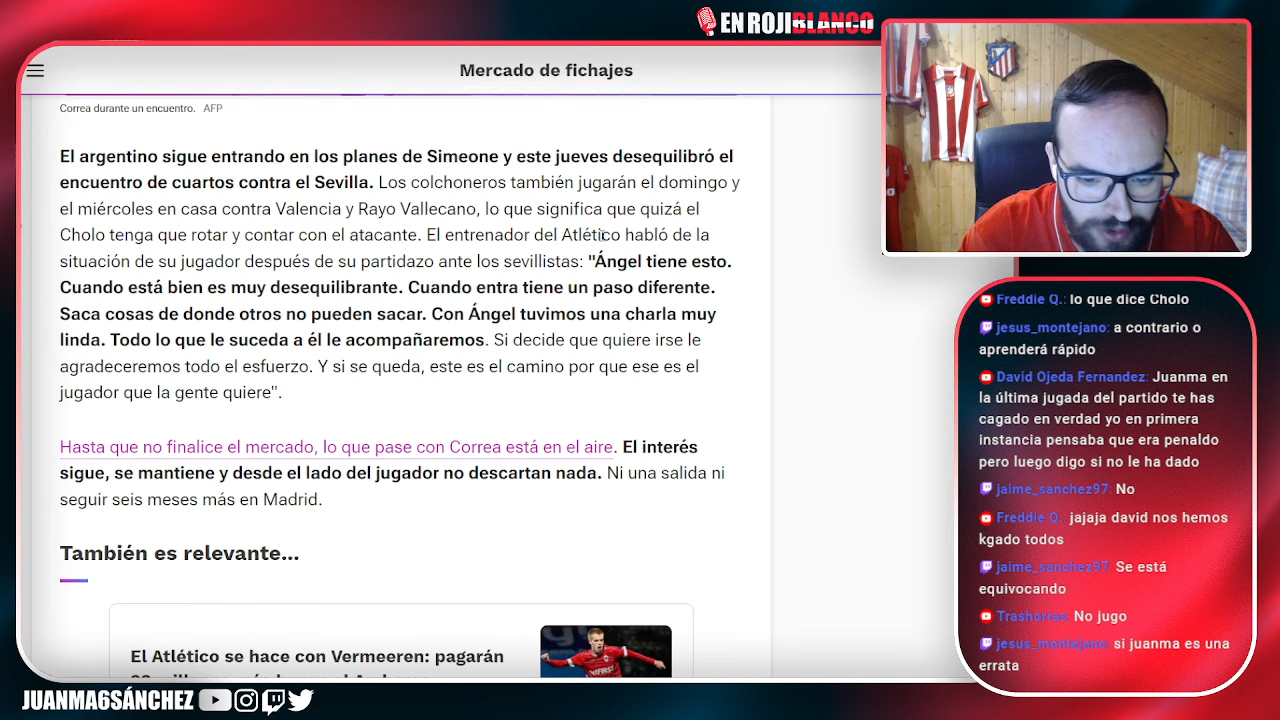 EN ROJIBLANCO
Mercado de fichajes
Correa durante un encuentro. AFP
El argentino sigue entrando en los planes de Simeone y este jueves desequilibró el
encuentro de cuartos contra el Sevilla. Los colchoneros también jugarán el domingo y
el miércoles en casa contra Valencia y Rayo Vallecano, lo que significa que quizá el
Cholo tenga que rotar y contar con el atacante. El entrenador del Atlético habló de la
situación de su jugador después de su partidazo ante los sevillistas: "Ángel tiene esto.
Cuando está bien es muy desequilibrante. Cuando entra tiene un paso diferente.
Saca cosas de donde otros no pueden sacar. Con Ángel tuvimos una charla muy
linda. Todo lo que le suceda a él le acompañaremos. Si decide que quiere irse le
agradeceremos todo el esfuerzo. Y si se queda, este es el camino por que ese es el
jugador que la gente quiere".
Hasta que no finalice el mercado, lo que pase con Correa está en el aire. El interés
sigue, se mantiene y desde el lado del jugador no descartan nada. Ni una salida ni
seguir seis meses más en Madrid.
También es relevante...
El Atlético se hace con Vermeeren: pagarán
Freddie Q.: lo que dice Cholo
jesus_montejano: a contrario o
aprenderá rápido
David Ojeda Fernandez: Juanma en
la última jugada del partido te has
cagado en verdad yo en primera
instancia pensaba que era penaldo
pero luego digo si no le ha dado
jaime_sanchez97: No
Freddie Q.: jajaja david nos hemos
kgado todos
jaime_sanchez97: Se está
equivocando
Trashorras: No jugo
jesus_montejano: si juanma es una
errata
JUANMA6SÁNCHEZ